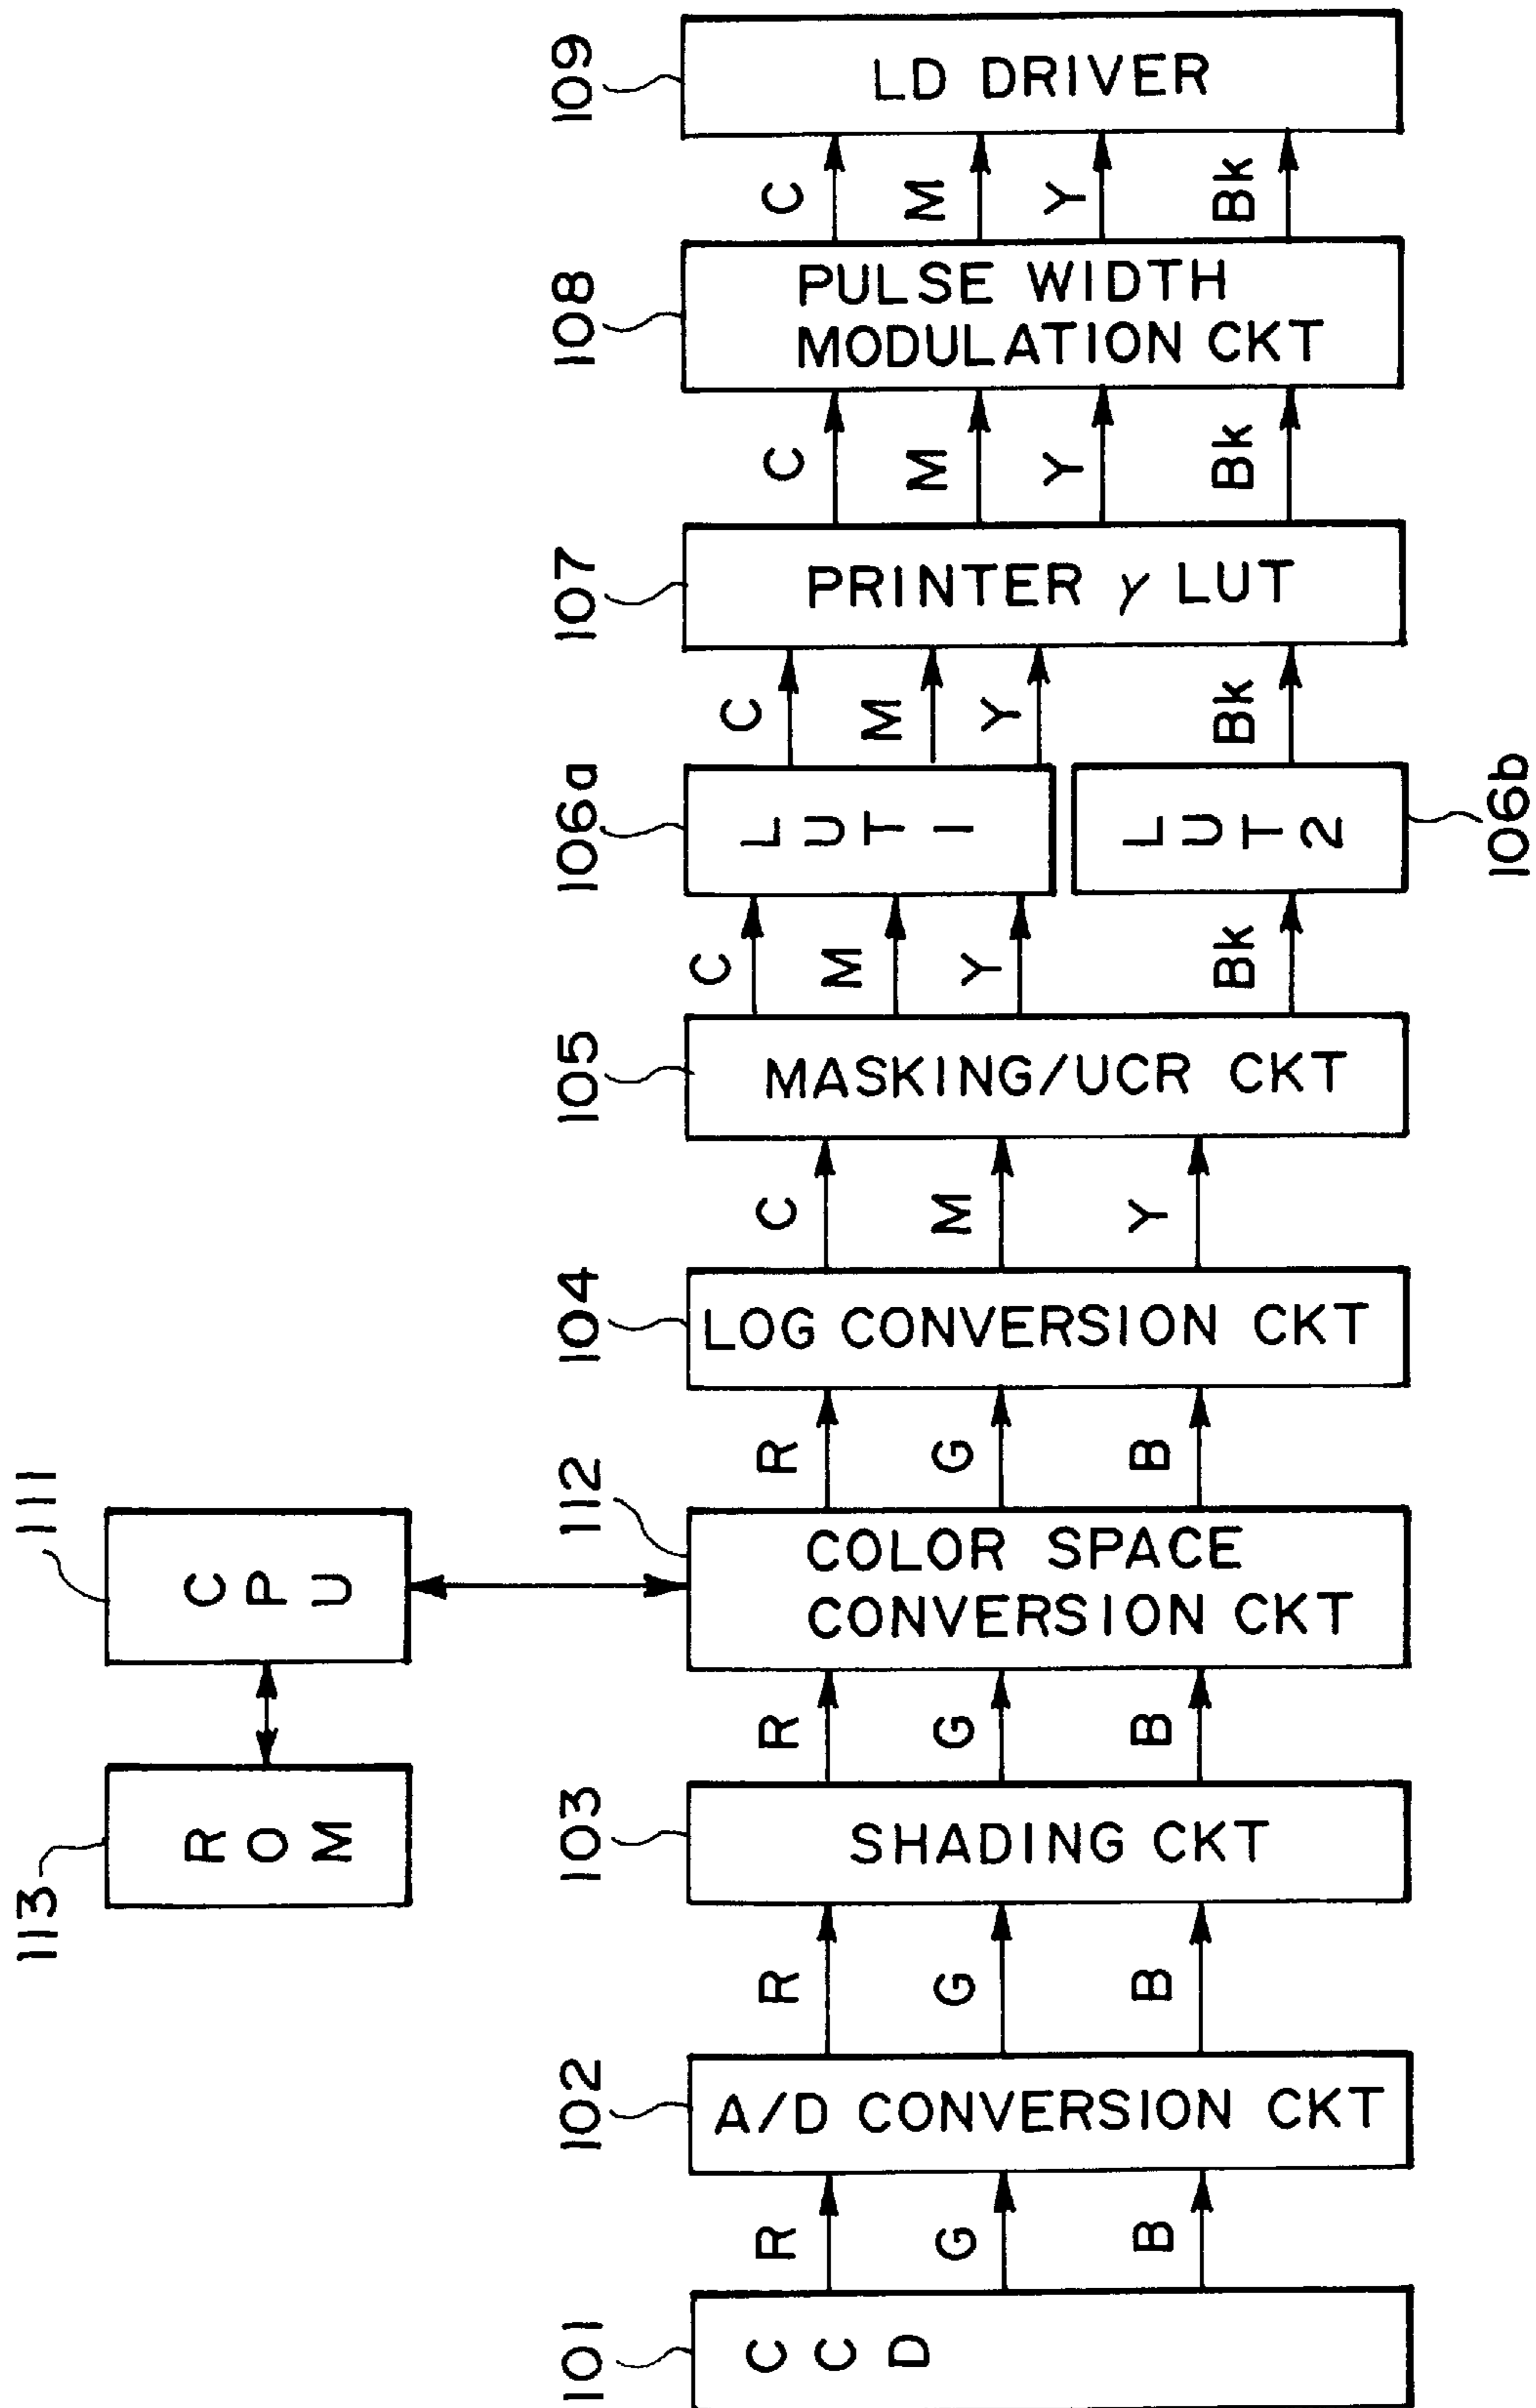 113
ROM
111
CPU
101
CCD
R
G
B
102
A/D CONVERSION CKT
R
G
B
103
SHADING CKT
R
G
B
112
COLOR SPACE
CONVERSION CKT
R
G
B
104
LOG CONVERSION CKT
C
M
Y
105
MASKING/UCR CKT
C
M
Y
Bk
106a
LUT1
LUT2
106b
C
M
Y
Bk
107
PRINTER γ LUT
C
M
Y
Bk
108
PULSE WIDTH
MODULATION CKT
C
M
Y
Bk
109
LD DRIVER